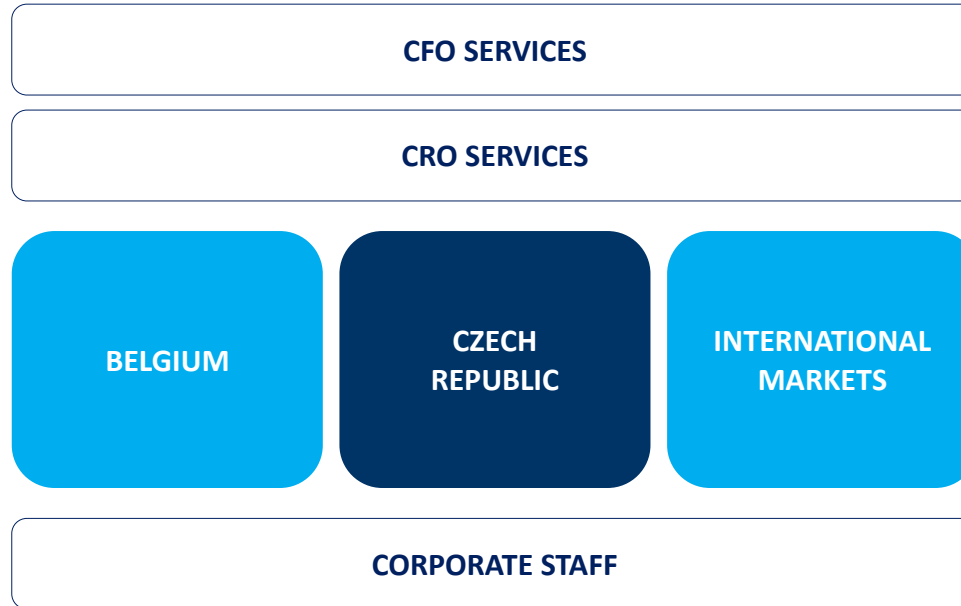 CFO SERVICES
CRO SERVICES
BELGIUM
CZECH
REPUBLIC
INTERNATIONAL
MARKETS
CORPORATE STAFF